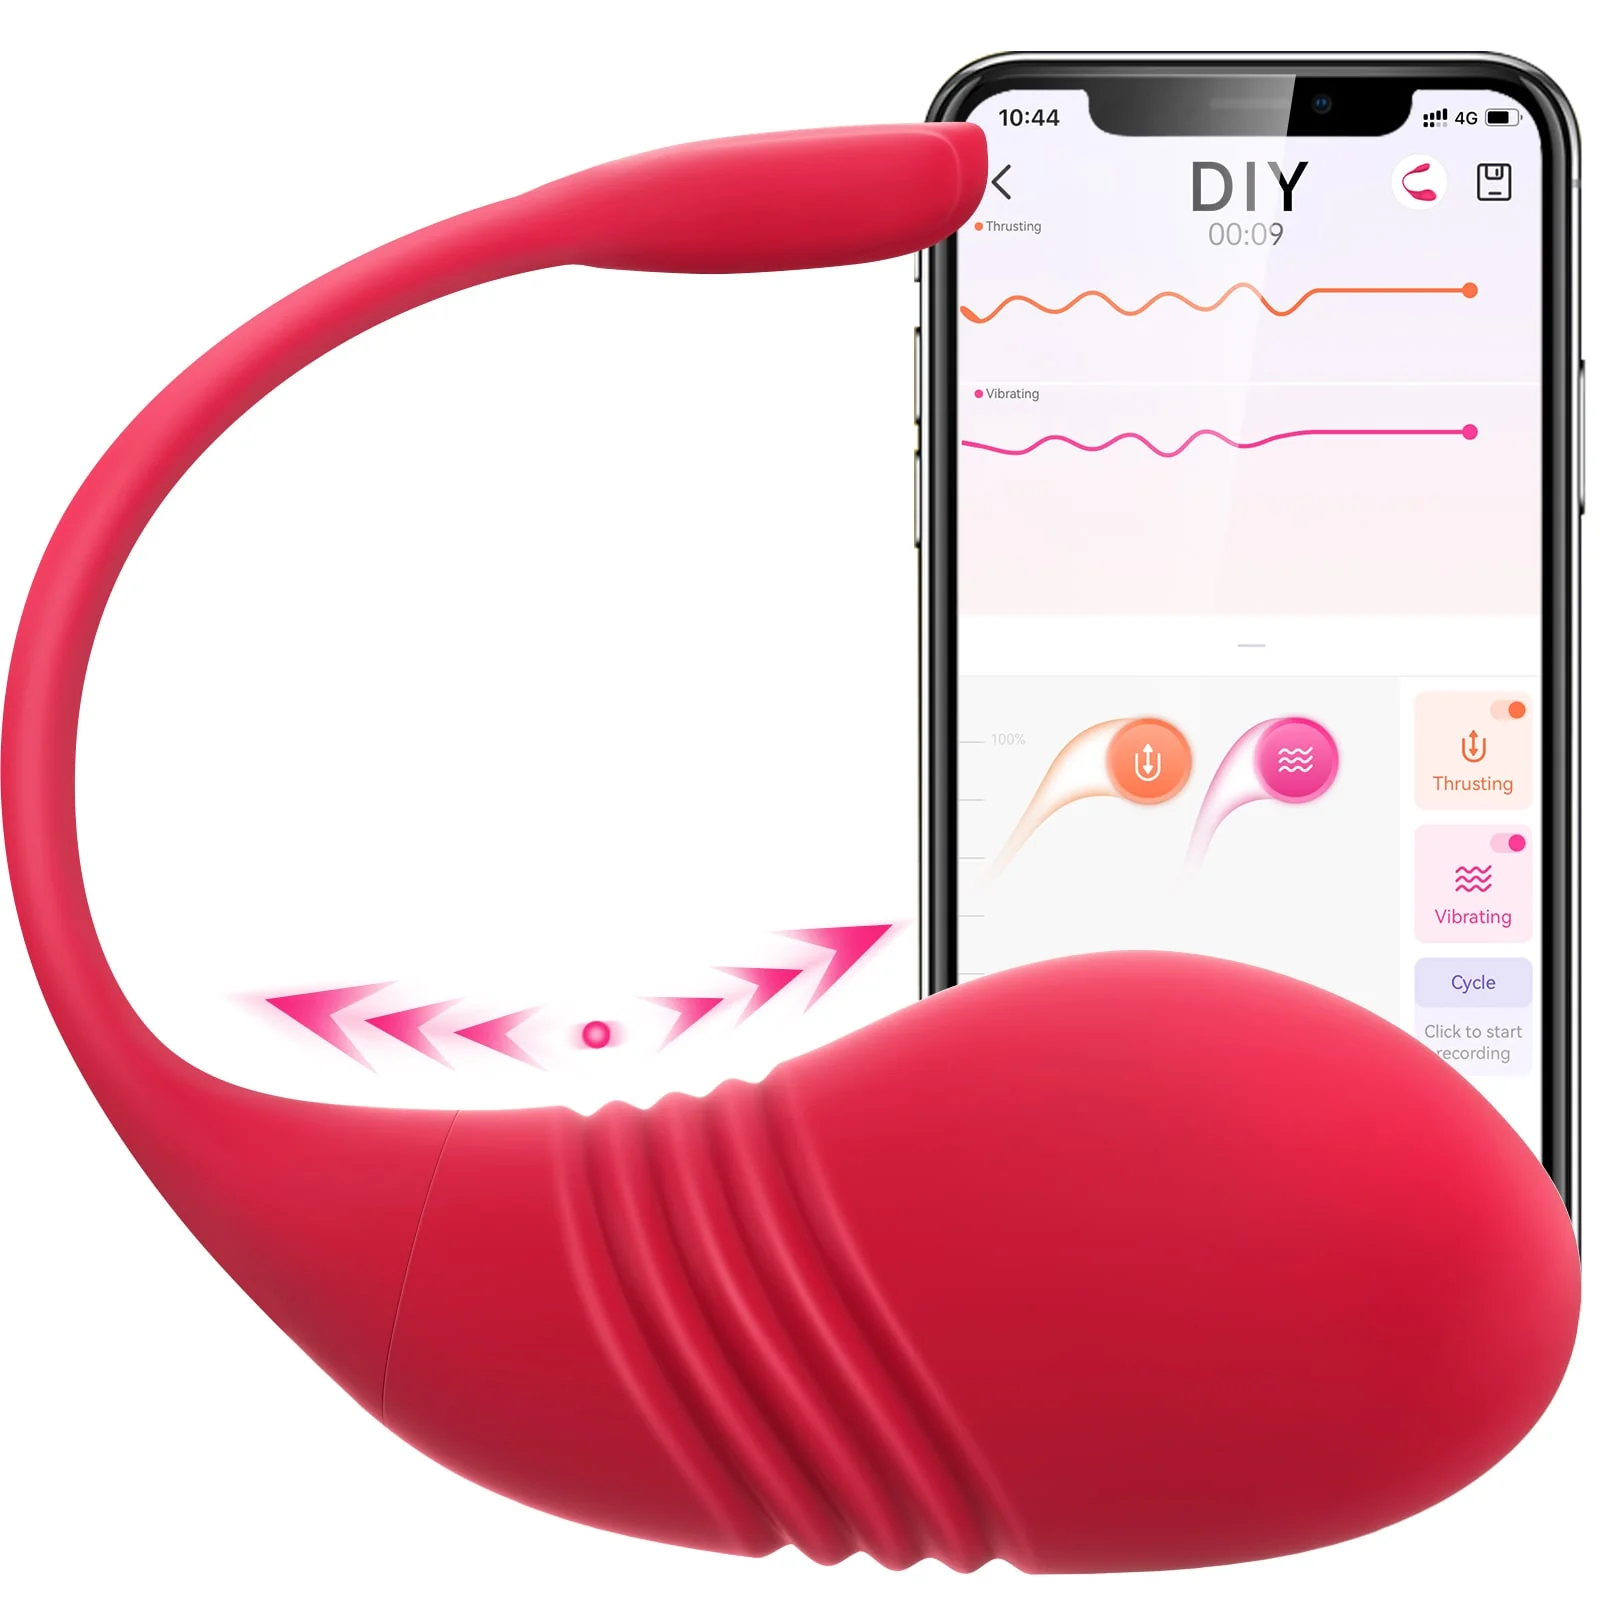 10:44
4G
DIY
00:09
Thrusting
Vibrating
100%
Thrusting
Vibrating
Cycle
Click to start
recording